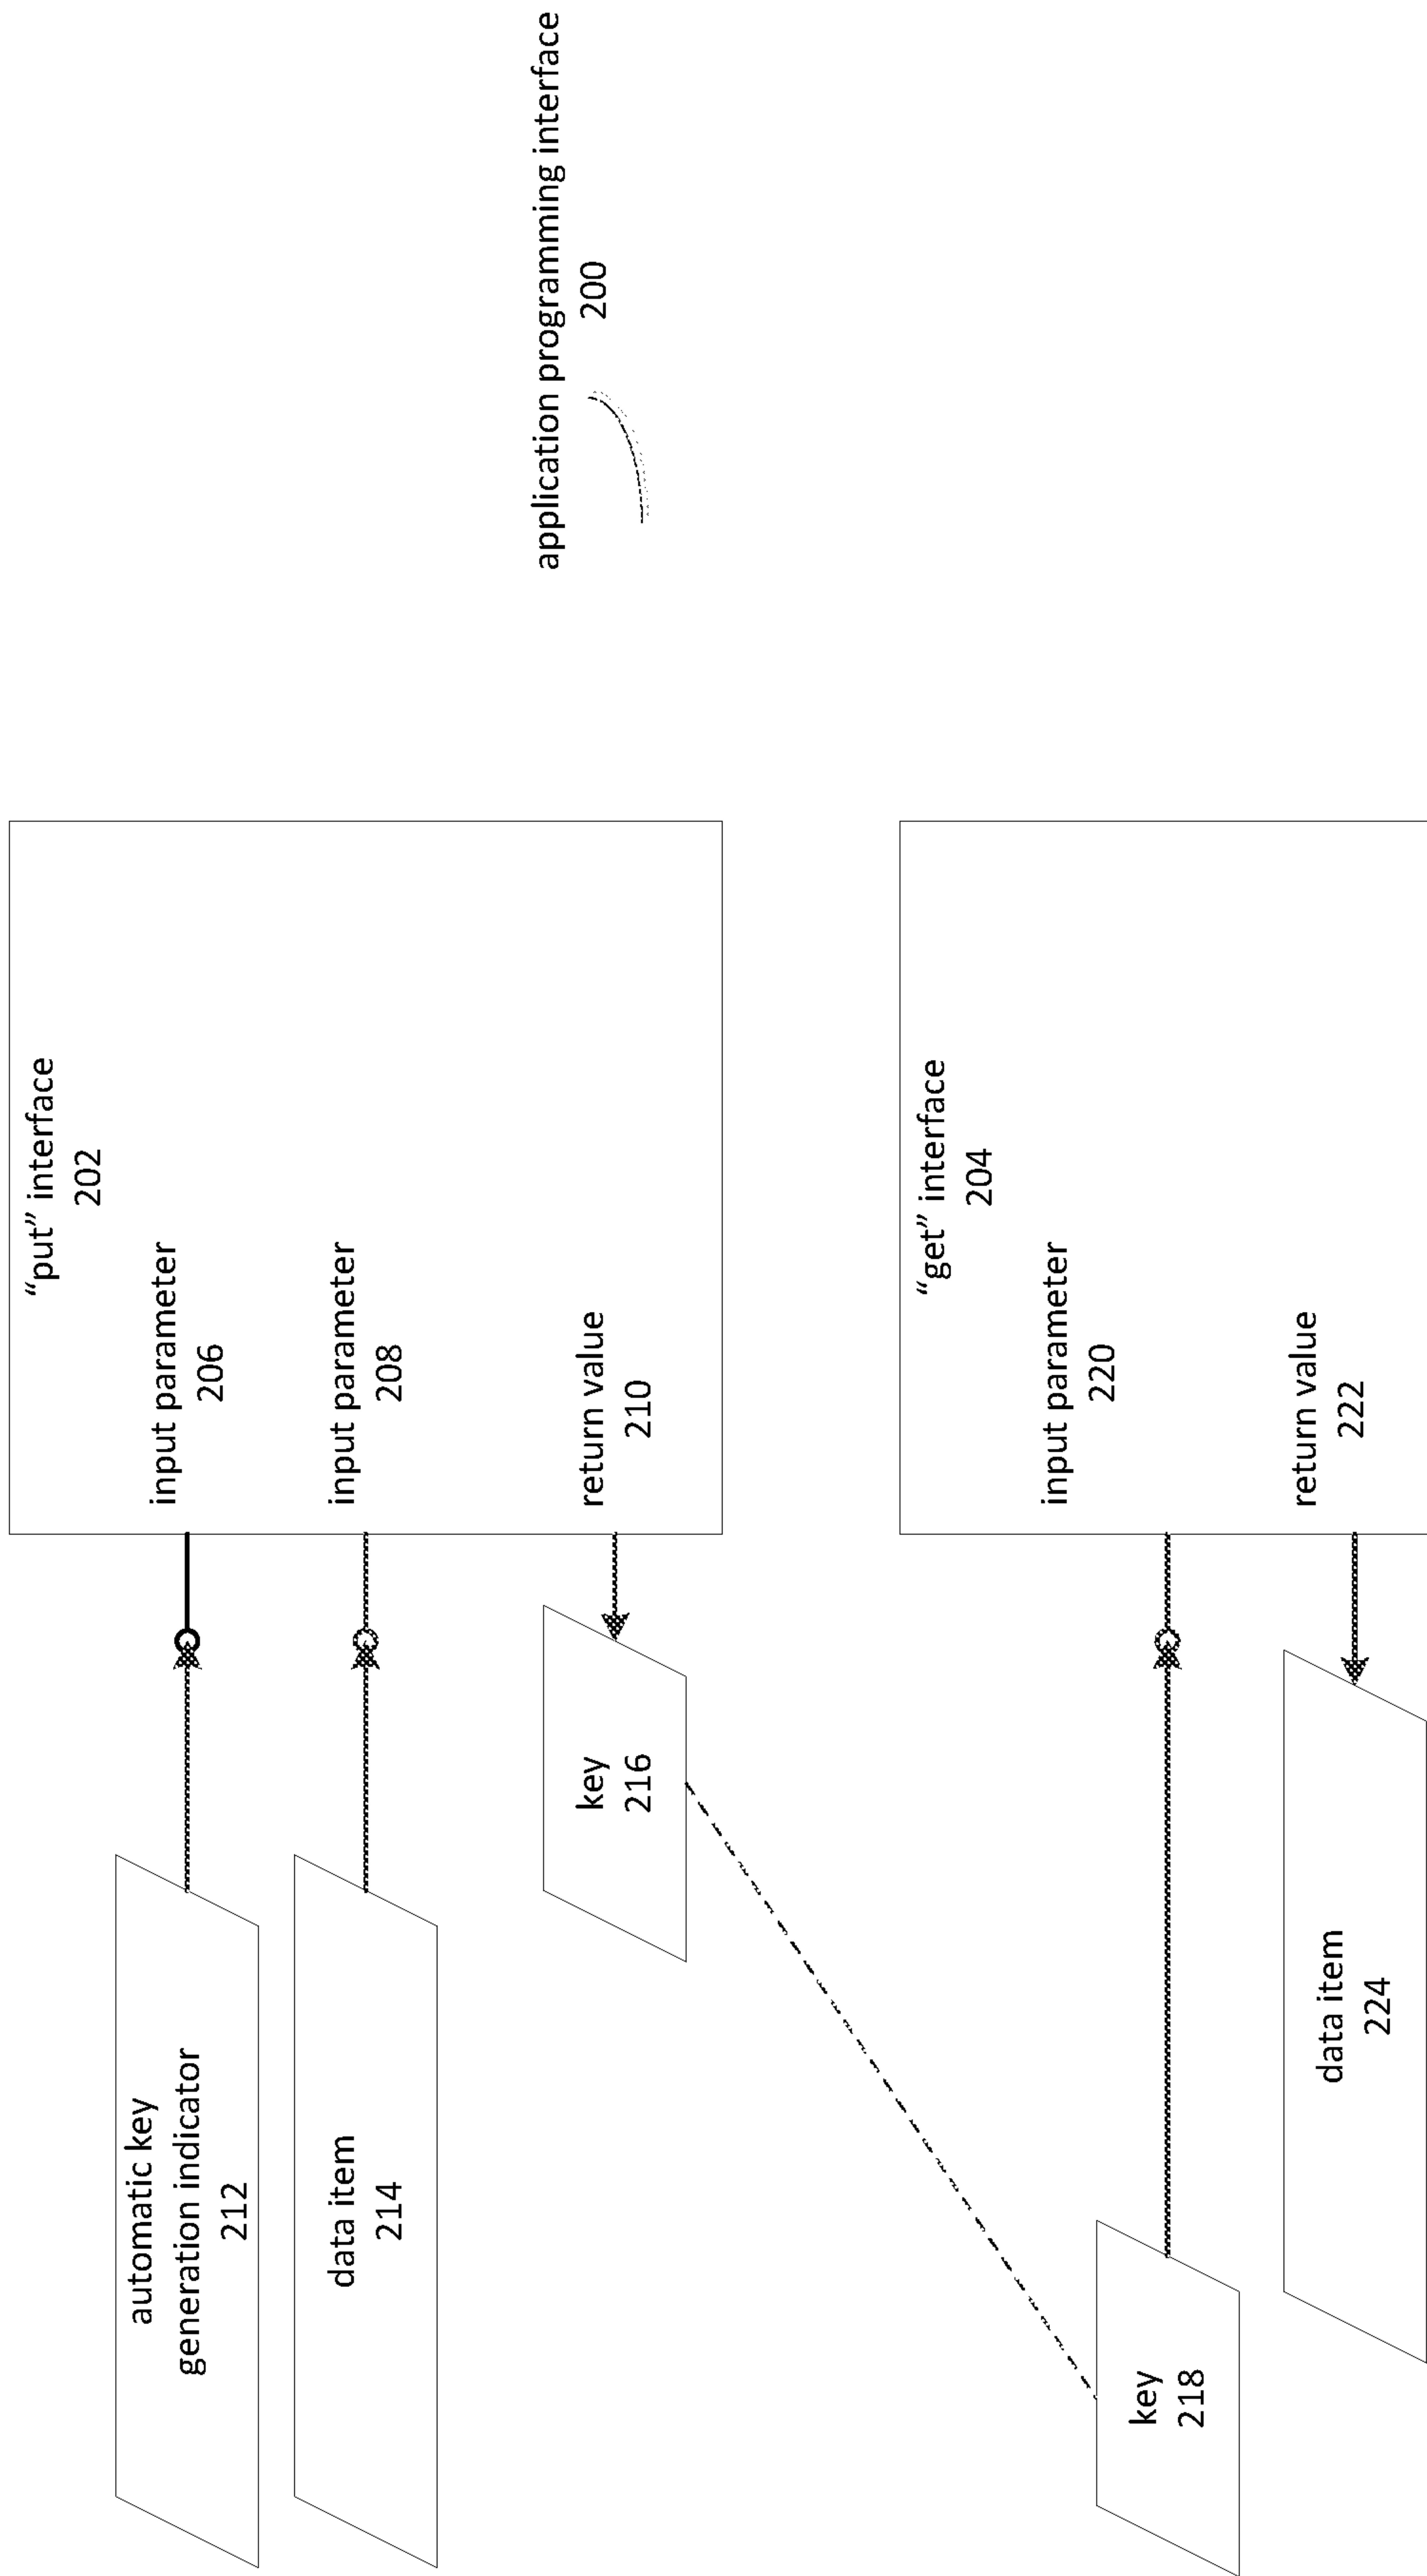 application programming interface
200
“put” interface
202
input parameter
206
input parameter
208
return value
210
automatic key
generation indicator
212
data item
214
key
216
“get” interface
204
input parameter
220
return value
222
key
218
data item
224